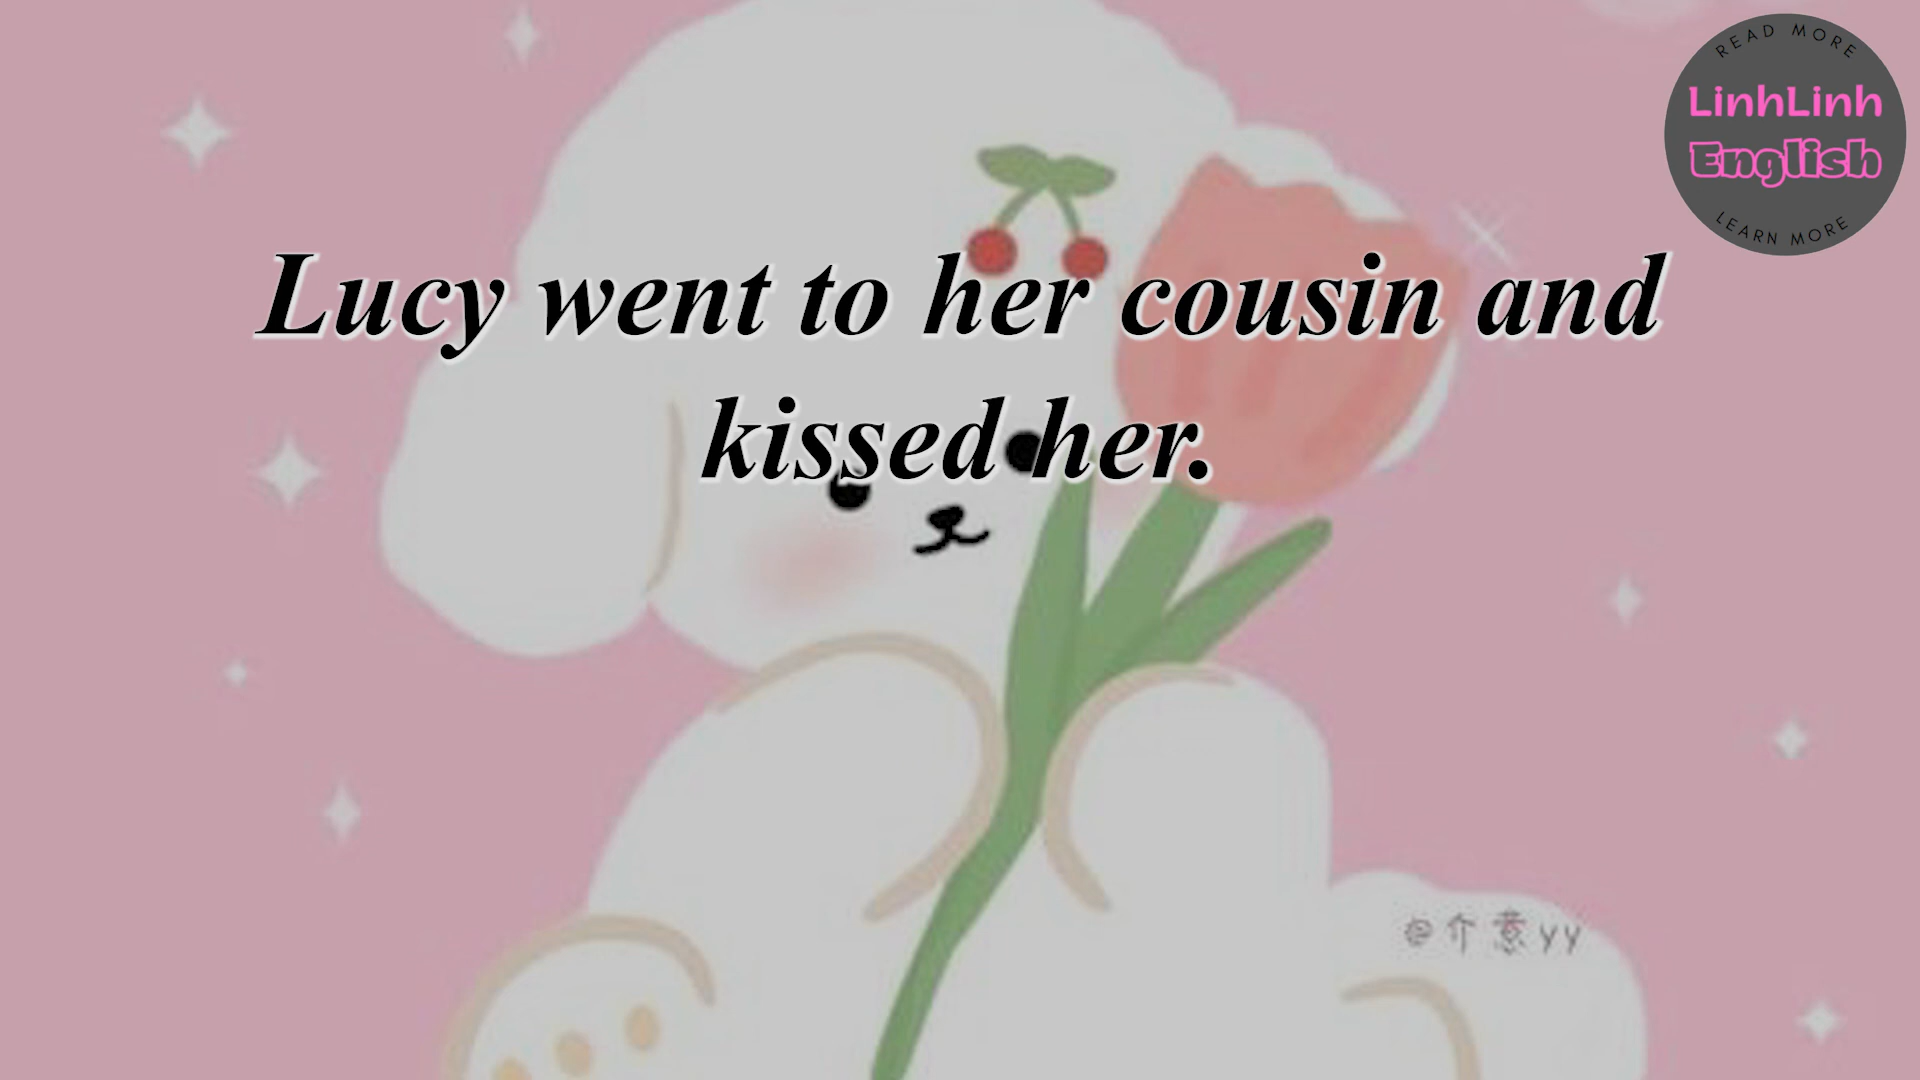 READ MORE
LinhLinh
English
LEARN MORE
Lucy went to her cousin and
kissed her.
@介意yy